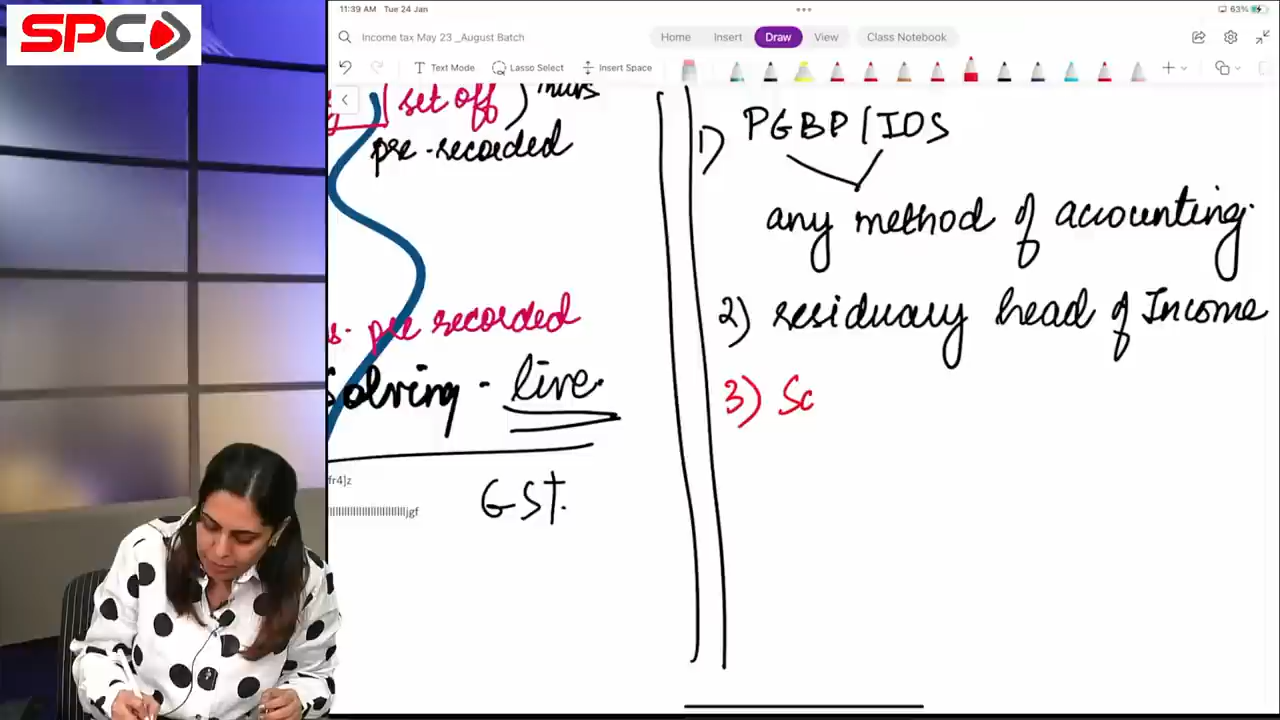 SPC
11:39 AM Tue 24 Jan
63%
Income tax May 23 _August Batch
Home Insert Draw View Class Notebook
Text Mode Lasso Select Insert Space
(set off)
pre-recorded
pre recorded
Solving - live.
GST.
fr4]z
jgf
1) PGBP/IOS
any method of accounting.
2) residuary head of Income
3) Sc